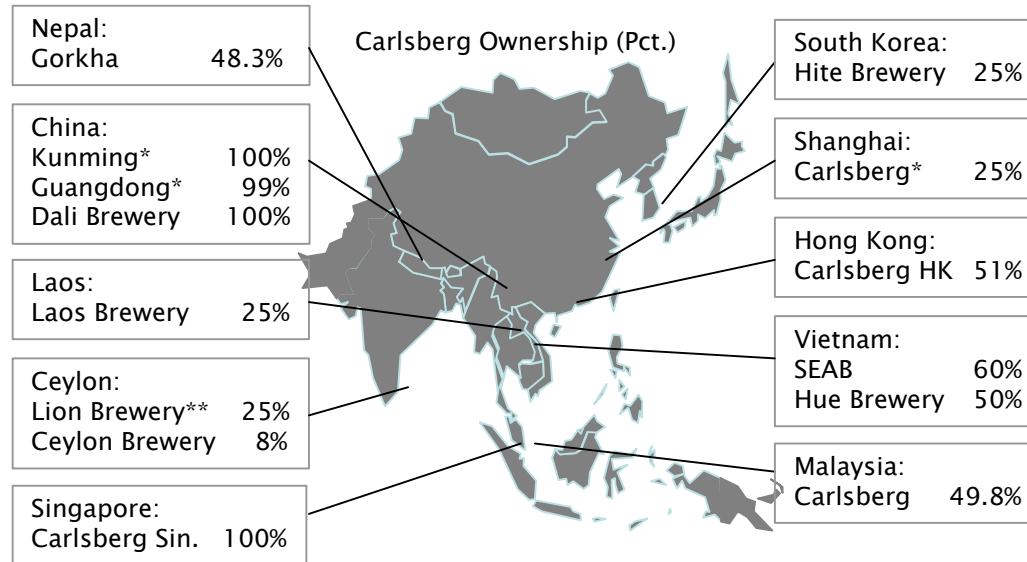 Carlsberg Ownership (Pct.)
Nepal:
Gorkha 48.3%
China:
Kunming* 100%
Guangdong* 99%
Dali Brewery 100%
Laos:
Laos Brewery 25%
Ceylon:
Lion Brewery** 25%
Ceylon Brewery 8%
Singapore:
Carlsberg Sin. 100%
South Korea:
Hite Brewery 25%
Shanghai:
Carlsberg* 25%
Hong Kong:
Carlsberg HK 51%
Vietnam:
SEAB 60%
Hue Brewery 50%
Malaysia:
Carlsberg 49.8%